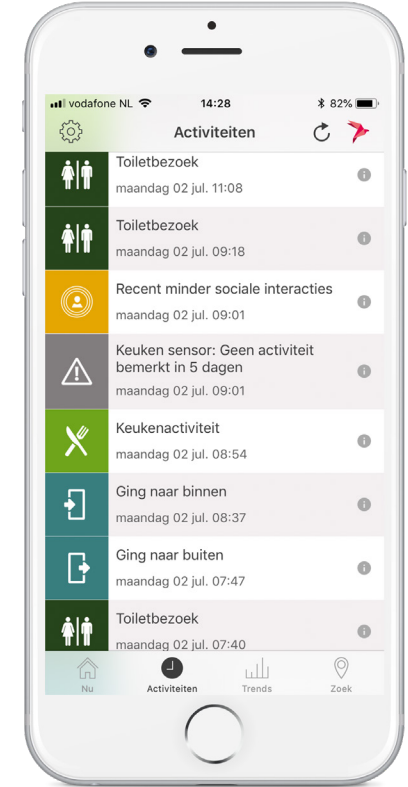 vodafone NL 14:28 82%
Activiteiten
Toiletbezoek
maandag 02 jul. 11:08
Toiletbezoek
maandag 02 jul. 09:18
Recent minder sociale interacties
maandag 02 jul. 09:01
Keuken sensor: Geen activiteit
bemerkt in 5 dagen
maandag 02 jul. 09:01
Keukenactiviteit
maandag 02 jul. 08:54
Ging naar binnen
maandag 02 jul. 08:37
Ging naar buiten
maandag 02 jul. 07:47
Toiletbezoek
maandag 02 jul. 07:40
Nu Activiteiten Trends Zoek